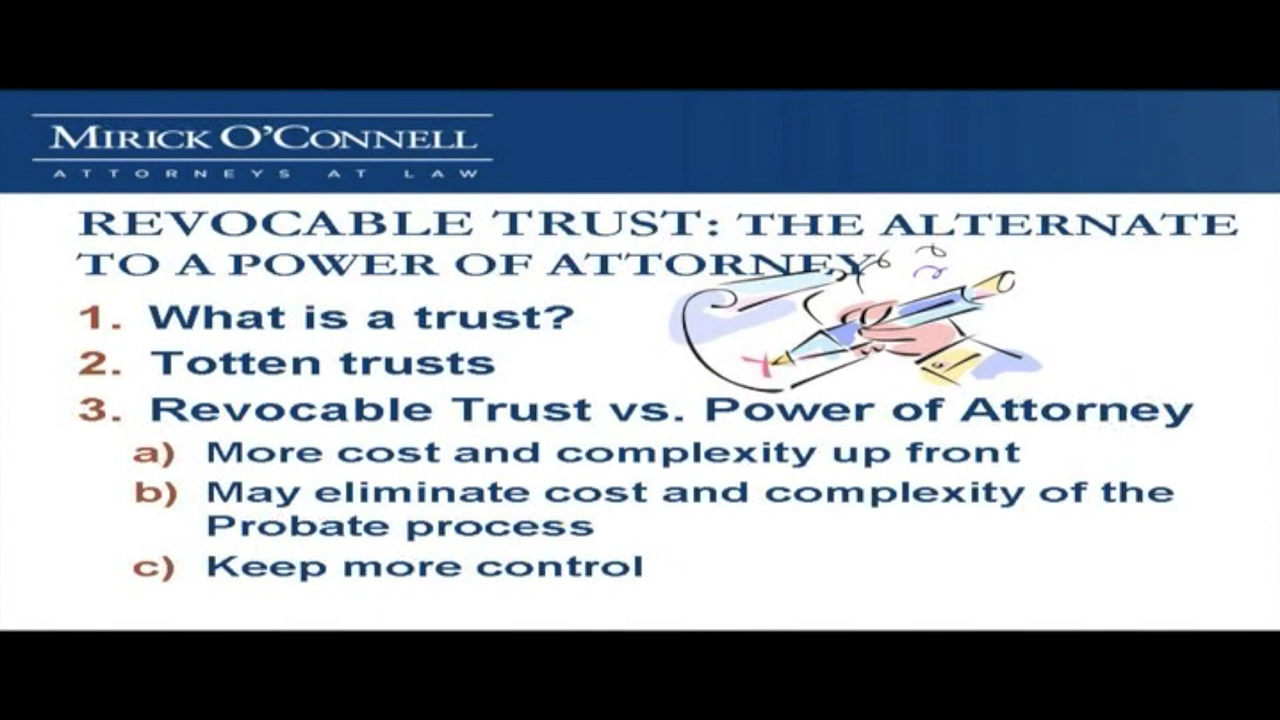 MIRICK O'CONNELL
ATTORNEYS AT LAW
REVOCABLE TRUST: THE ALTERNATE
TO A POWER OF ATTORNEY
1. What is a trust?
2. Totten trusts
3. Revocable Trust vs. Power of Attorney
a) More cost and complexity up front
b) May eliminate cost and complexity of the
Probate process
c) Keep more control